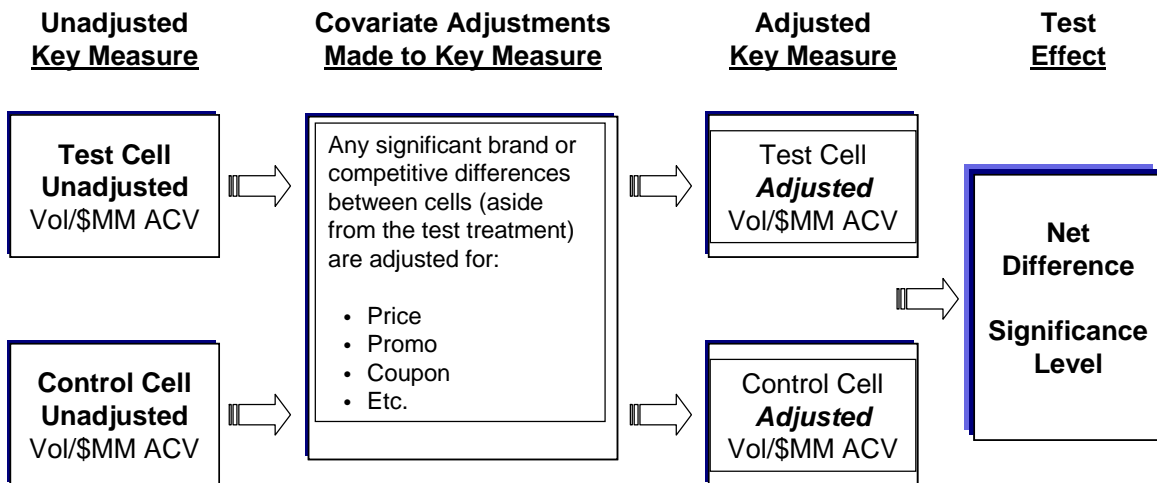 Unadjusted
Key Measure
Covariate Adjustments
Made to Key Measure
Adjusted
Key Measure
Test
Effect
Test Cell
Unadjusted
Vol/$MM ACV
Control Cell
Unadjusted
Vol/$MM ACV
Any significant brand or
competitive differences
between cells (aside
from the test treatment)
are adjusted for:
• Price
• Promo
• Coupon
• Etc.
Test Cell
Adjusted
Vol/$MM ACV
Control Cell
Adjusted
Vol/$MM ACV
Net
Difference
Significance
Level